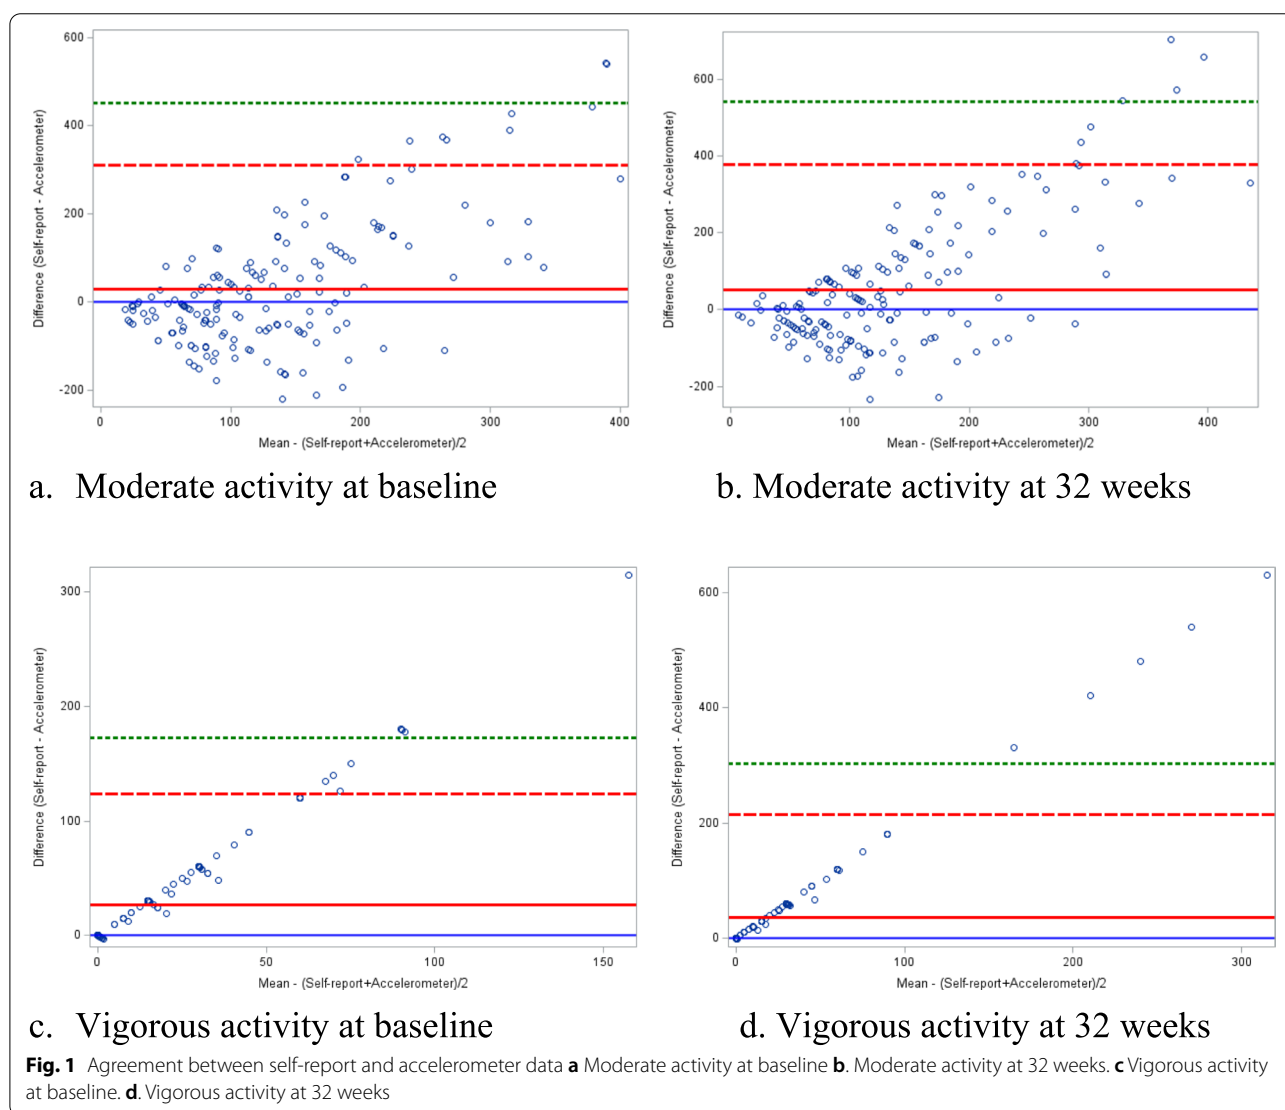 600
400
200
0
-200
Difference (Self-report - Accelerometer)
0 100 200 300 400
Mean - (Self-report+Accelerometer)/2
a. Moderate activity at baseline
600
400
200
0
-200
Difference (Self-report - Accelerometer)
0 100 200 300 400
Mean - (Self-report+Accelerometer)/2
b. Moderate activity at 32 weeks
300
200
100
0
Difference (Self-report - Accelerometer)
0 50 100 150
Mean - (Self-report+Accelerometer)/2
c. Vigorous activity at baseline
600
400
200
0
Difference (Self-report - Accelerometer)
0 100 200 300
Mean - (Self-report+Accelerometer)/2
d. Vigorous activity at 32 weeks
Fig. 1 Agreement between self-report and accelerometer data a Moderate activity at baseline b. Moderate activity at 32 weeks. c Vigorous activity
at baseline. d. Vigorous activity at 32 weeks